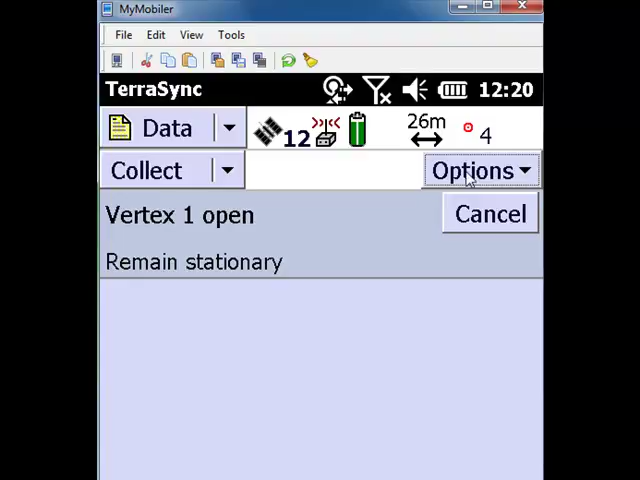 MyMobiler
File Edit View Tools
TerraSync 12:20
Data 12 26m 4
Collect Options
Vertex 1 open Cancel
Remain stationary